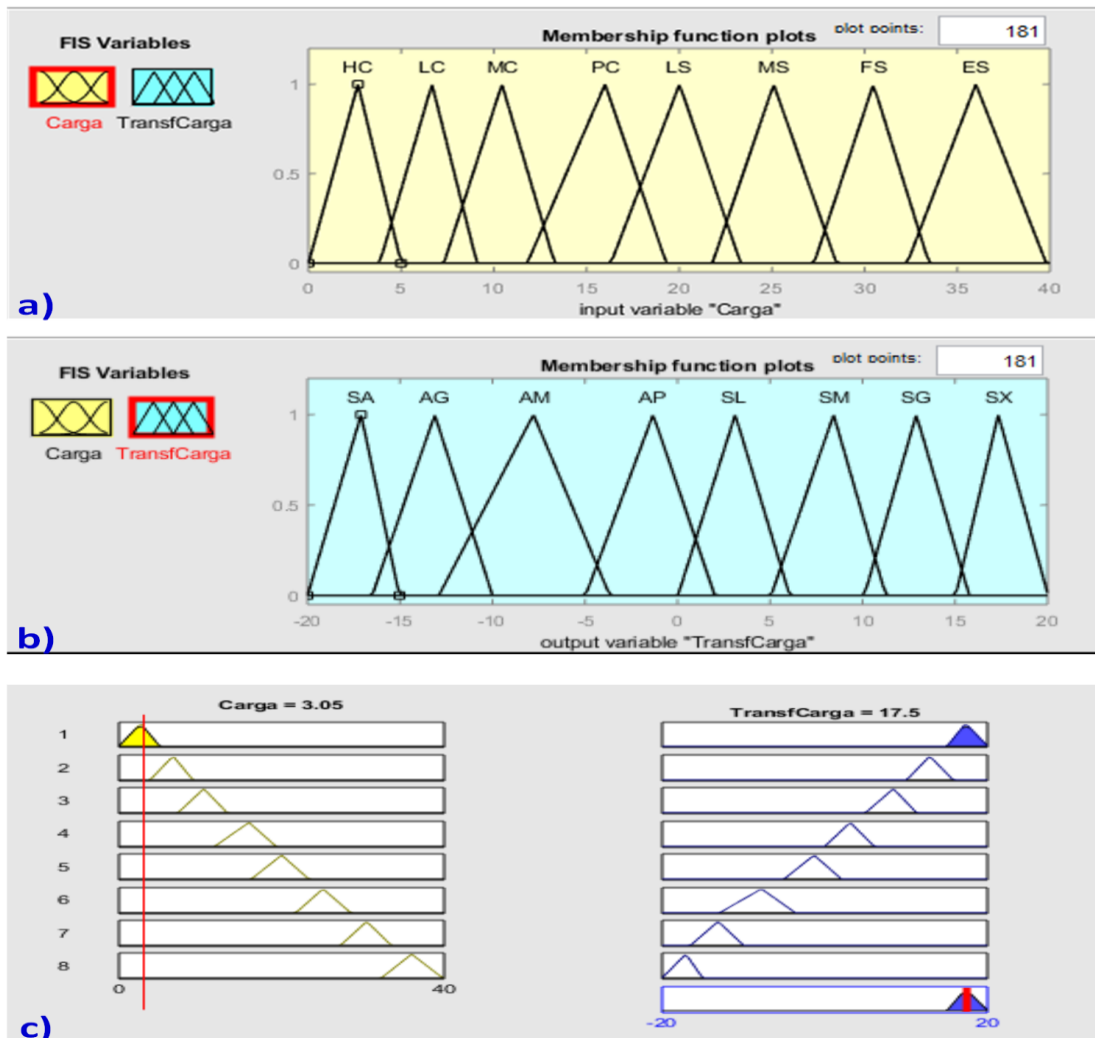 FIS Variables
Carga TransfCarga
Membership function plots plot points: 181
HC LC MC PC LS MS FS ES
1
0.5
0
0 5 10 15 20 25 30 35 40
input variable "Carga"
a)
FIS Variables
Carga TransfCarga
Membership function plots plot points: 181
SA AG AM AP SL SM SG SX
1
0.5
0
-20 -15 -10 -5 0 5 10 15 20
output variable "TransfCarga"
b)
Carga = 3.05
TransfCarga = 17.5
1
2
3
4
5
6
7
8
0 40
-20 20
c)